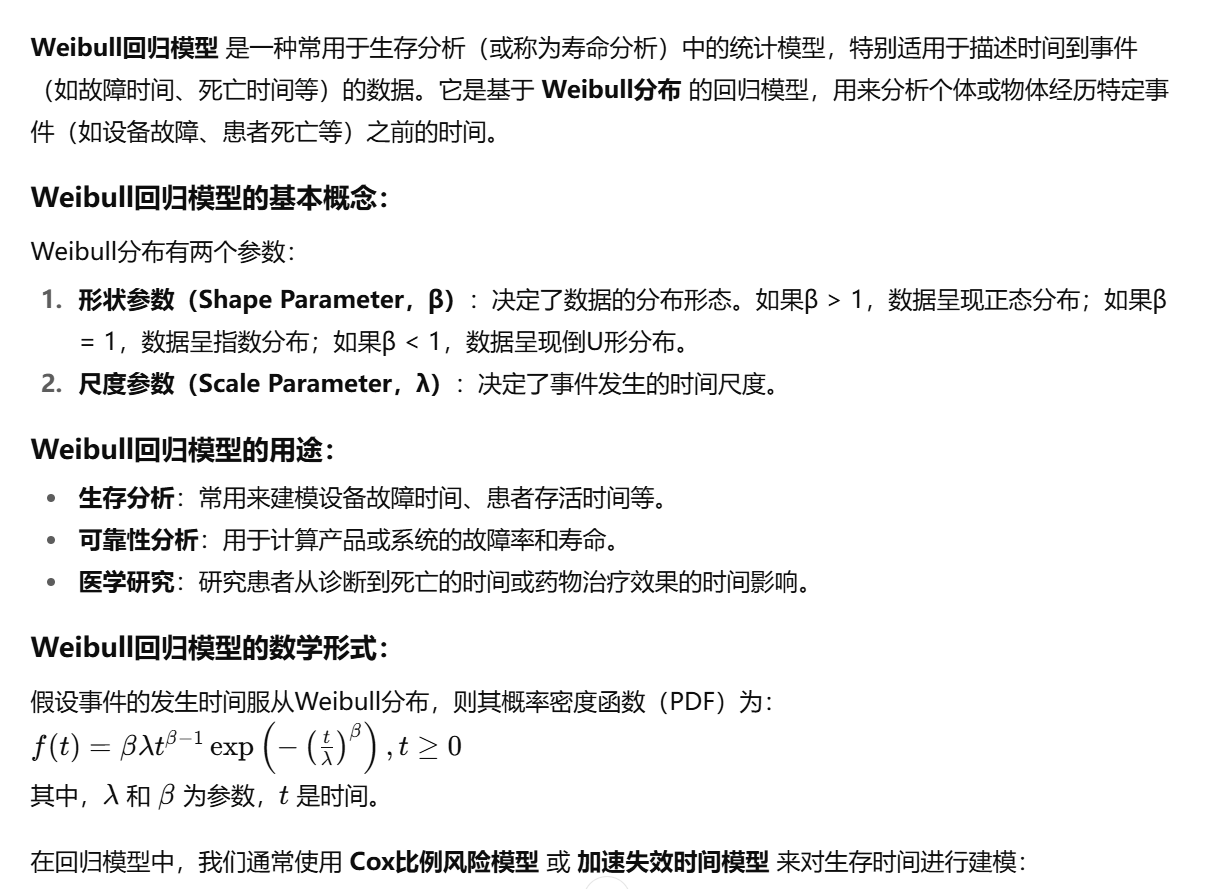 Weibull回归模型 是一种常用于生存分析（或称为寿命分析）中的统计模型，特别适用于描述时间到事件
（如故障时间、死亡时间等）的数据。它是基于 Weibull分布 的回归模型，用来分析个体或物体经历特定事
件（如设备故障、患者死亡等）之前的时间。
Weibull回归模型的基本概念：
Weibull分布有两个参数：
1. 形状参数（Shape Parameter，β）：决定了数据的分布形态。如果β > 1，数据呈现正态分布；如果β
= 1，数据呈指数分布；如果β < 1，数据呈现倒U形分布。
2. 尺度参数（Scale Parameter，λ）：决定了事件发生的时间尺度。
Weibull回归模型的用途：
• 生存分析：常用来建模设备故障时间、患者存活时间等。
• 可靠性分析：用于计算产品或系统的故障率和寿命。
• 医学研究：研究患者从诊断到死亡的时间或药物治疗效果的时间影响。
Weibull回归模型的数学形式：
假设事件的发生时间服从Weibull分布，则其概率密度函数（PDF）为：
f(t) = βλt^{β−1} exp(−(t/λ)^β), t ≥ 0
其中，λ 和 β 为参数，t 是时间。
在回归模型中，我们通常使用 Cox比例风险模型 或 加速失效时间模型 来对生存时间进行建模：